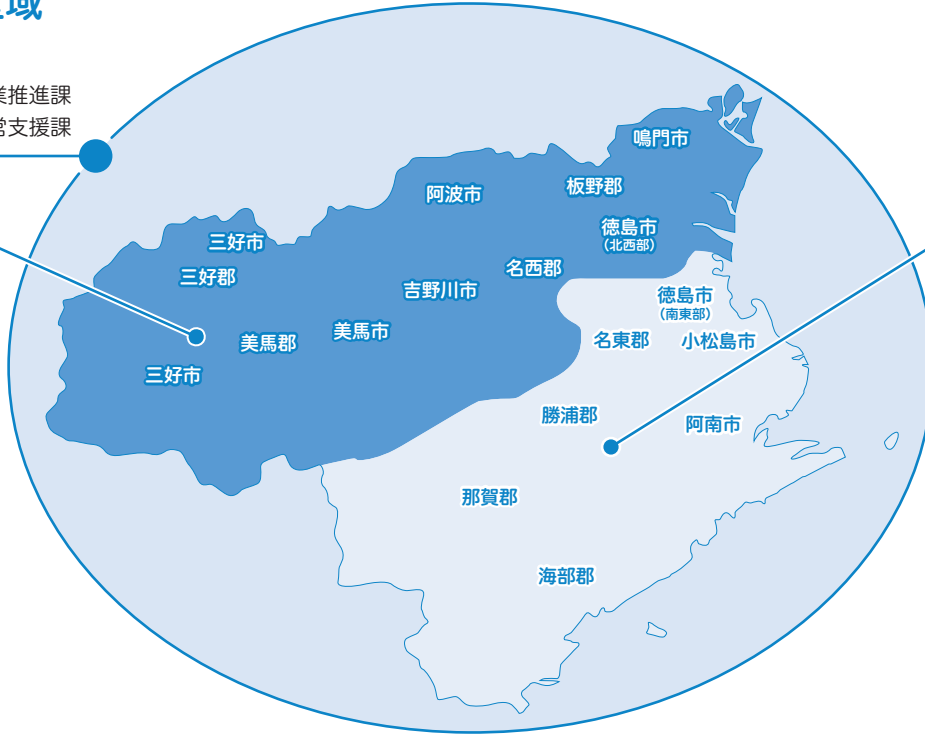 域
業推進課
営支援課
鳴門市
板野郡
阿波市
徳島市
(北西部)
三好市
名西郡
三好郡
吉野川市
徳島市
(南東部)
美馬市
美馬郡
名東郡
小松島市
三好市
勝浦郡
阿南市
那賀郡
海部郡